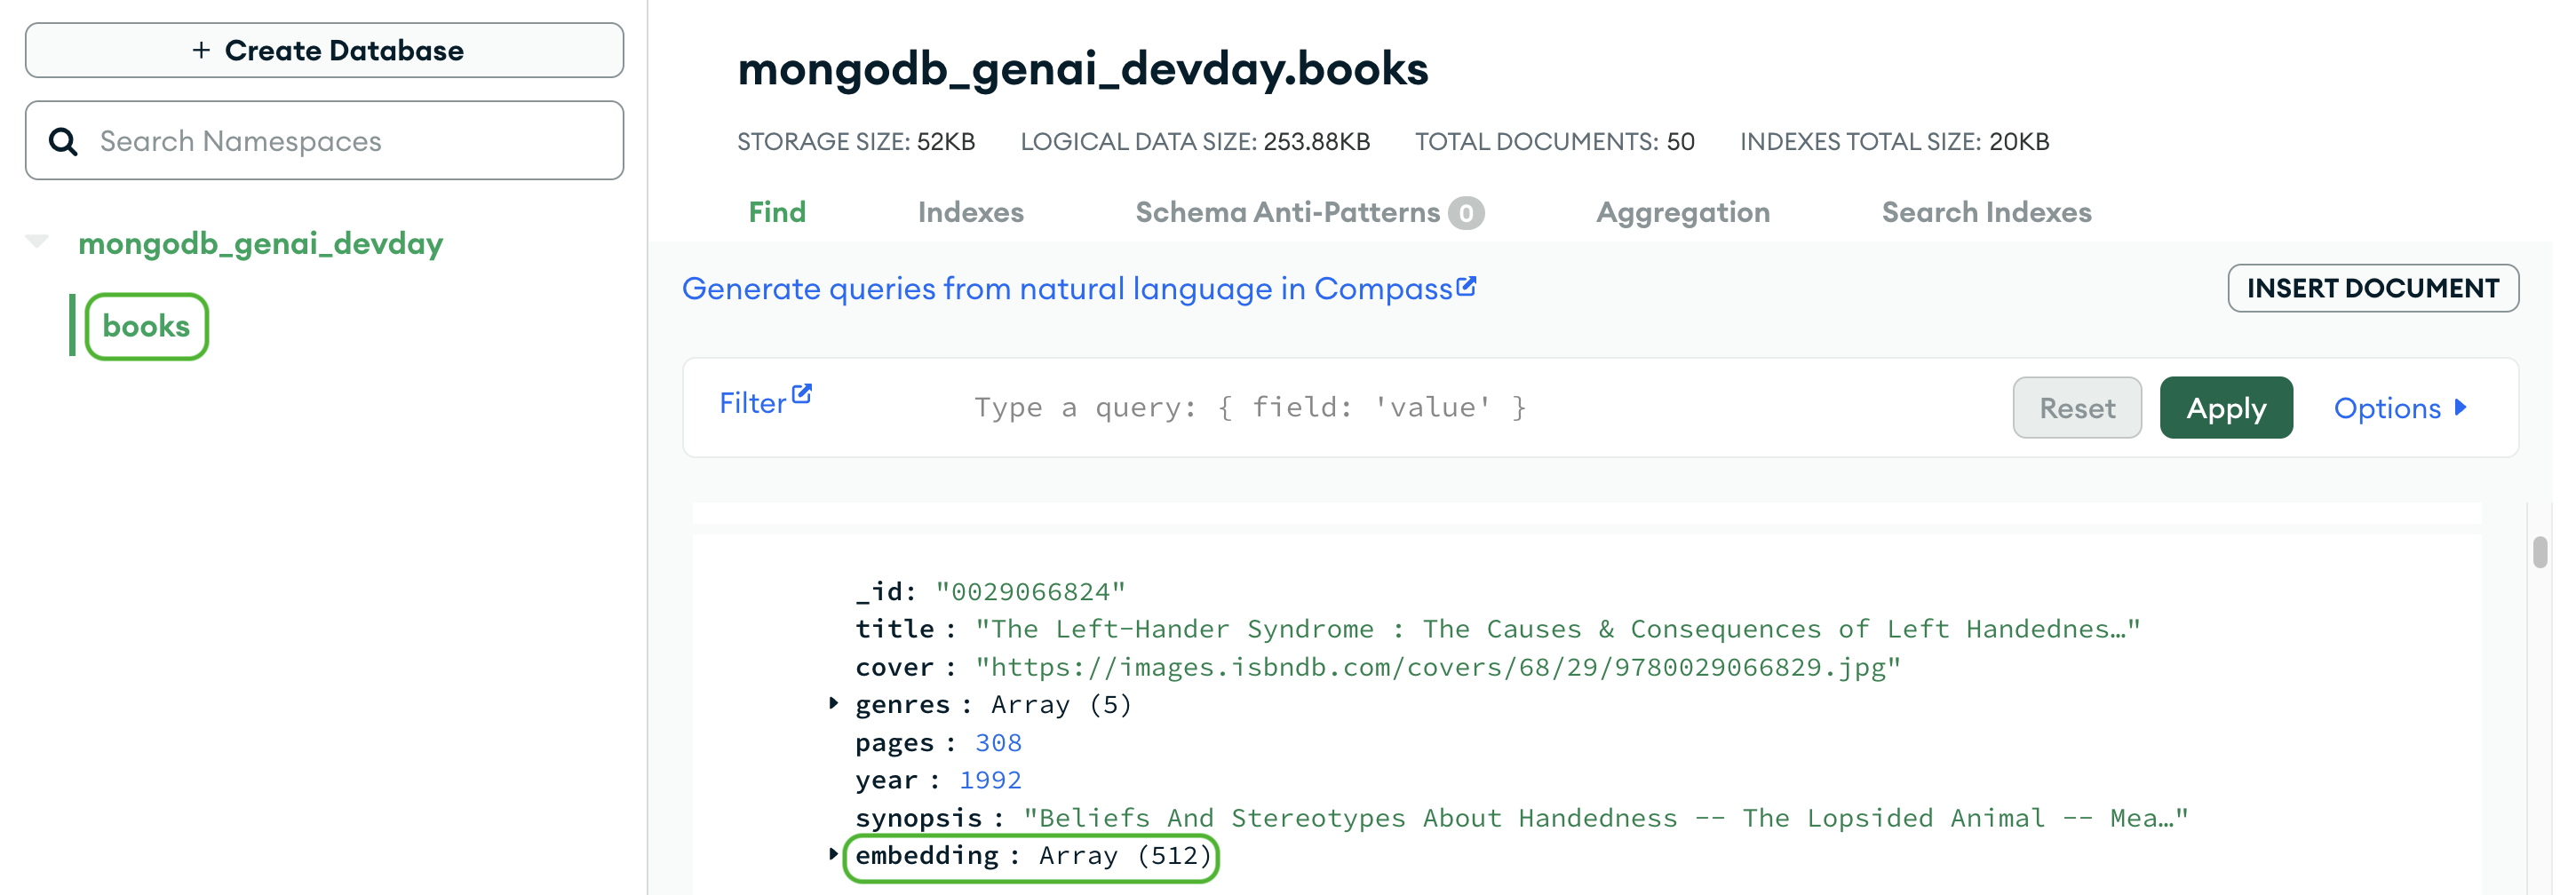 + Create Database
Search Namespaces
mongodb_genai_devday
books
mongodb_genai_devday.books
STORAGE SIZE: 52KB LOGICAL DATA SIZE: 253.88KB TOTAL DOCUMENTS: 50 INDEXES TOTAL SIZE: 20KB
Find Indexes Schema Anti-Patterns 0 Aggregation Search Indexes
Generate queries from natural language in Compass
INSERT DOCUMENT
Filter Type a query: { field: 'value' } Reset Apply Options
_id: "0029066824"
title : "The Left-Hander Syndrome : The Causes & Consequences of Left Handednes…"
cover : "https://images.isbndb.com/covers/68/29/9780029066829.jpg"
genres : Array (5)
pages : 308
year : 1992
synopsis : "Beliefs And Stereotypes About Handedness -- The Lopsided Animal -- Mea…"
embedding : Array (512)